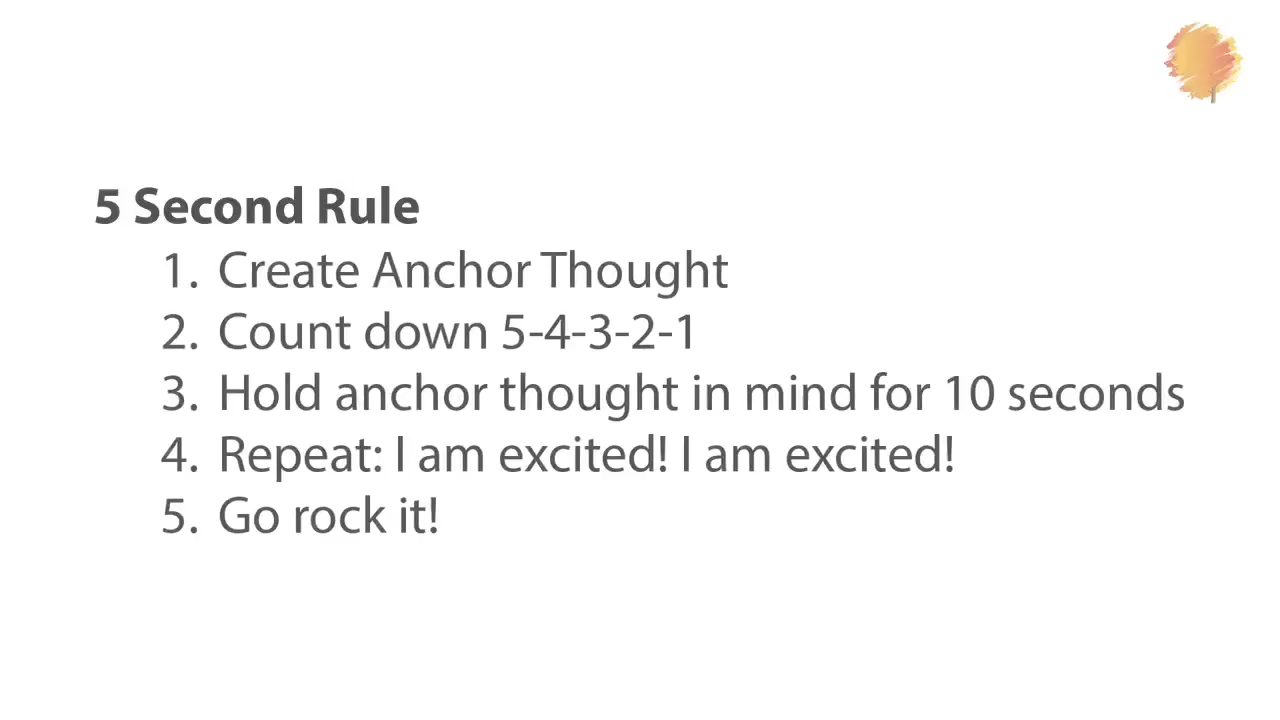 5 Second Rule
1. Create Anchor Thought
2. Count down 5-4-3-2-1
3. Hold anchor thought in mind for 10 seconds
4. Repeat: I am excited! I am excited!
5. Go rock it!